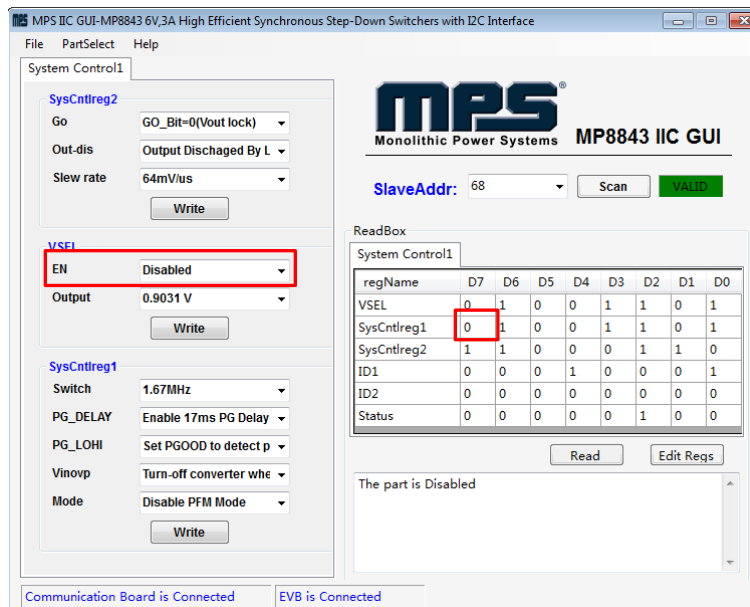 MPS IIC GUI-MP8843 6V,3A High Efficient Synchronous Step-Down Switchers with I2C Interface
File PartSelect Help
System Control1
SysCntlreg2
Go GO_Bit=0(Vout lock)
Out-dis Output Dischaged By L
Slew rate 64mV/us
Write
VSEL
EN Disabled
Output 0.9031 V
Write
SysCntlreg1
Switch 1.67MHz
PG_DELAY Enable 17ms PG Delay
PG_LOHI Set PGOOD to detect p
Vinovp Turn-off converter whe
Mode Disable PFM Mode
Write
mps®
Monolithic Power Systems MP8843 IIC GUI
SlaveAddr: 68 Scan VALID
ReadBox
System Control1
regName D7 D6 D5 D4 D3 D2 D1 D0
VSEL 0 1 0 0 1 1 0 1
SysCntlreg1 0 1 0 0 1 1 0 1
SysCntlreg2 1 1 0 0 0 1 1 0
ID1 0 0 0 1 0 0 0 1
ID2 0 0 0 0 0 0 0 0
Status 0 0 0 0 0 1 0 0
Read Edit Regs
The part is Disabled
Communication Board is Connected EVB is Connected